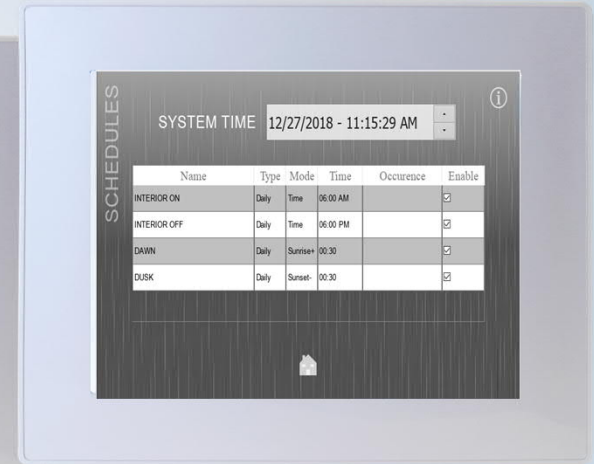 SCHEDULES
SYSTEM TIME 12/27/2018 - 11:15:29 AM
i
Name Type Mode Time Occurence Enable
INTERIOR ON Daily Time 06:00 AM
INTERIOR OFF Daily Time 06:00 PM
DAWN Daily Sunrise+ 00:30
DUSK Daily Sunset- 00:30